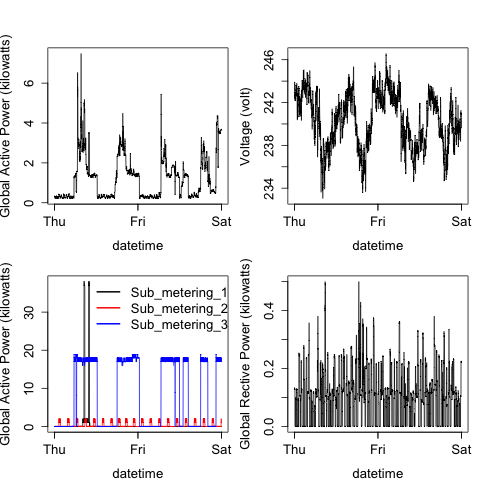 Global Active Power (kilowatts)
0 2 4 6
Thu Fri Sat
datetime
Voltage (volt)
234 238 242 246
Thu Fri Sat
datetime
Global Active Power (kilowatts)
0 10 20 30
Sub_metering_1
Sub_metering_2
Sub_metering_3
Thu Fri Sat
datetime
Global Rective Power (kilowatts)
0.0 0.2 0.4
Thu Fri Sat
datetime